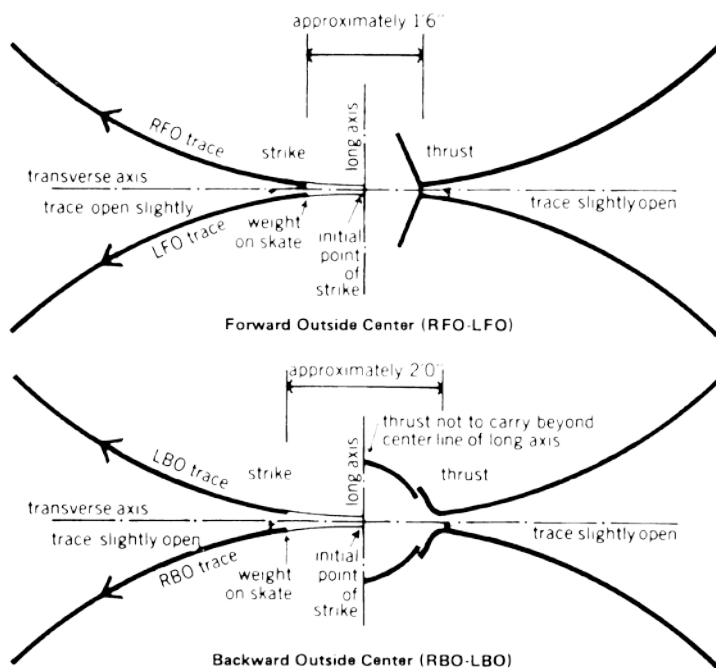 approximately 1'6"
RFO trace
strike
long axis
thrust
transverse axis
trace open slightly
trace slightly open
LFO trace
weight
on skate
initial
point
of
strike
Forward Outside Center (RFO-LFO)
approximately 2'0"
thrust not to carry beyond
center line of long axis
LBO trace
strike
long axis
thrust
transverse axis
trace slightly open
trace slightly open
RBO trace
weight
on skate
initial
point
of
strike
Backward Outside Center (RBO-LBO)